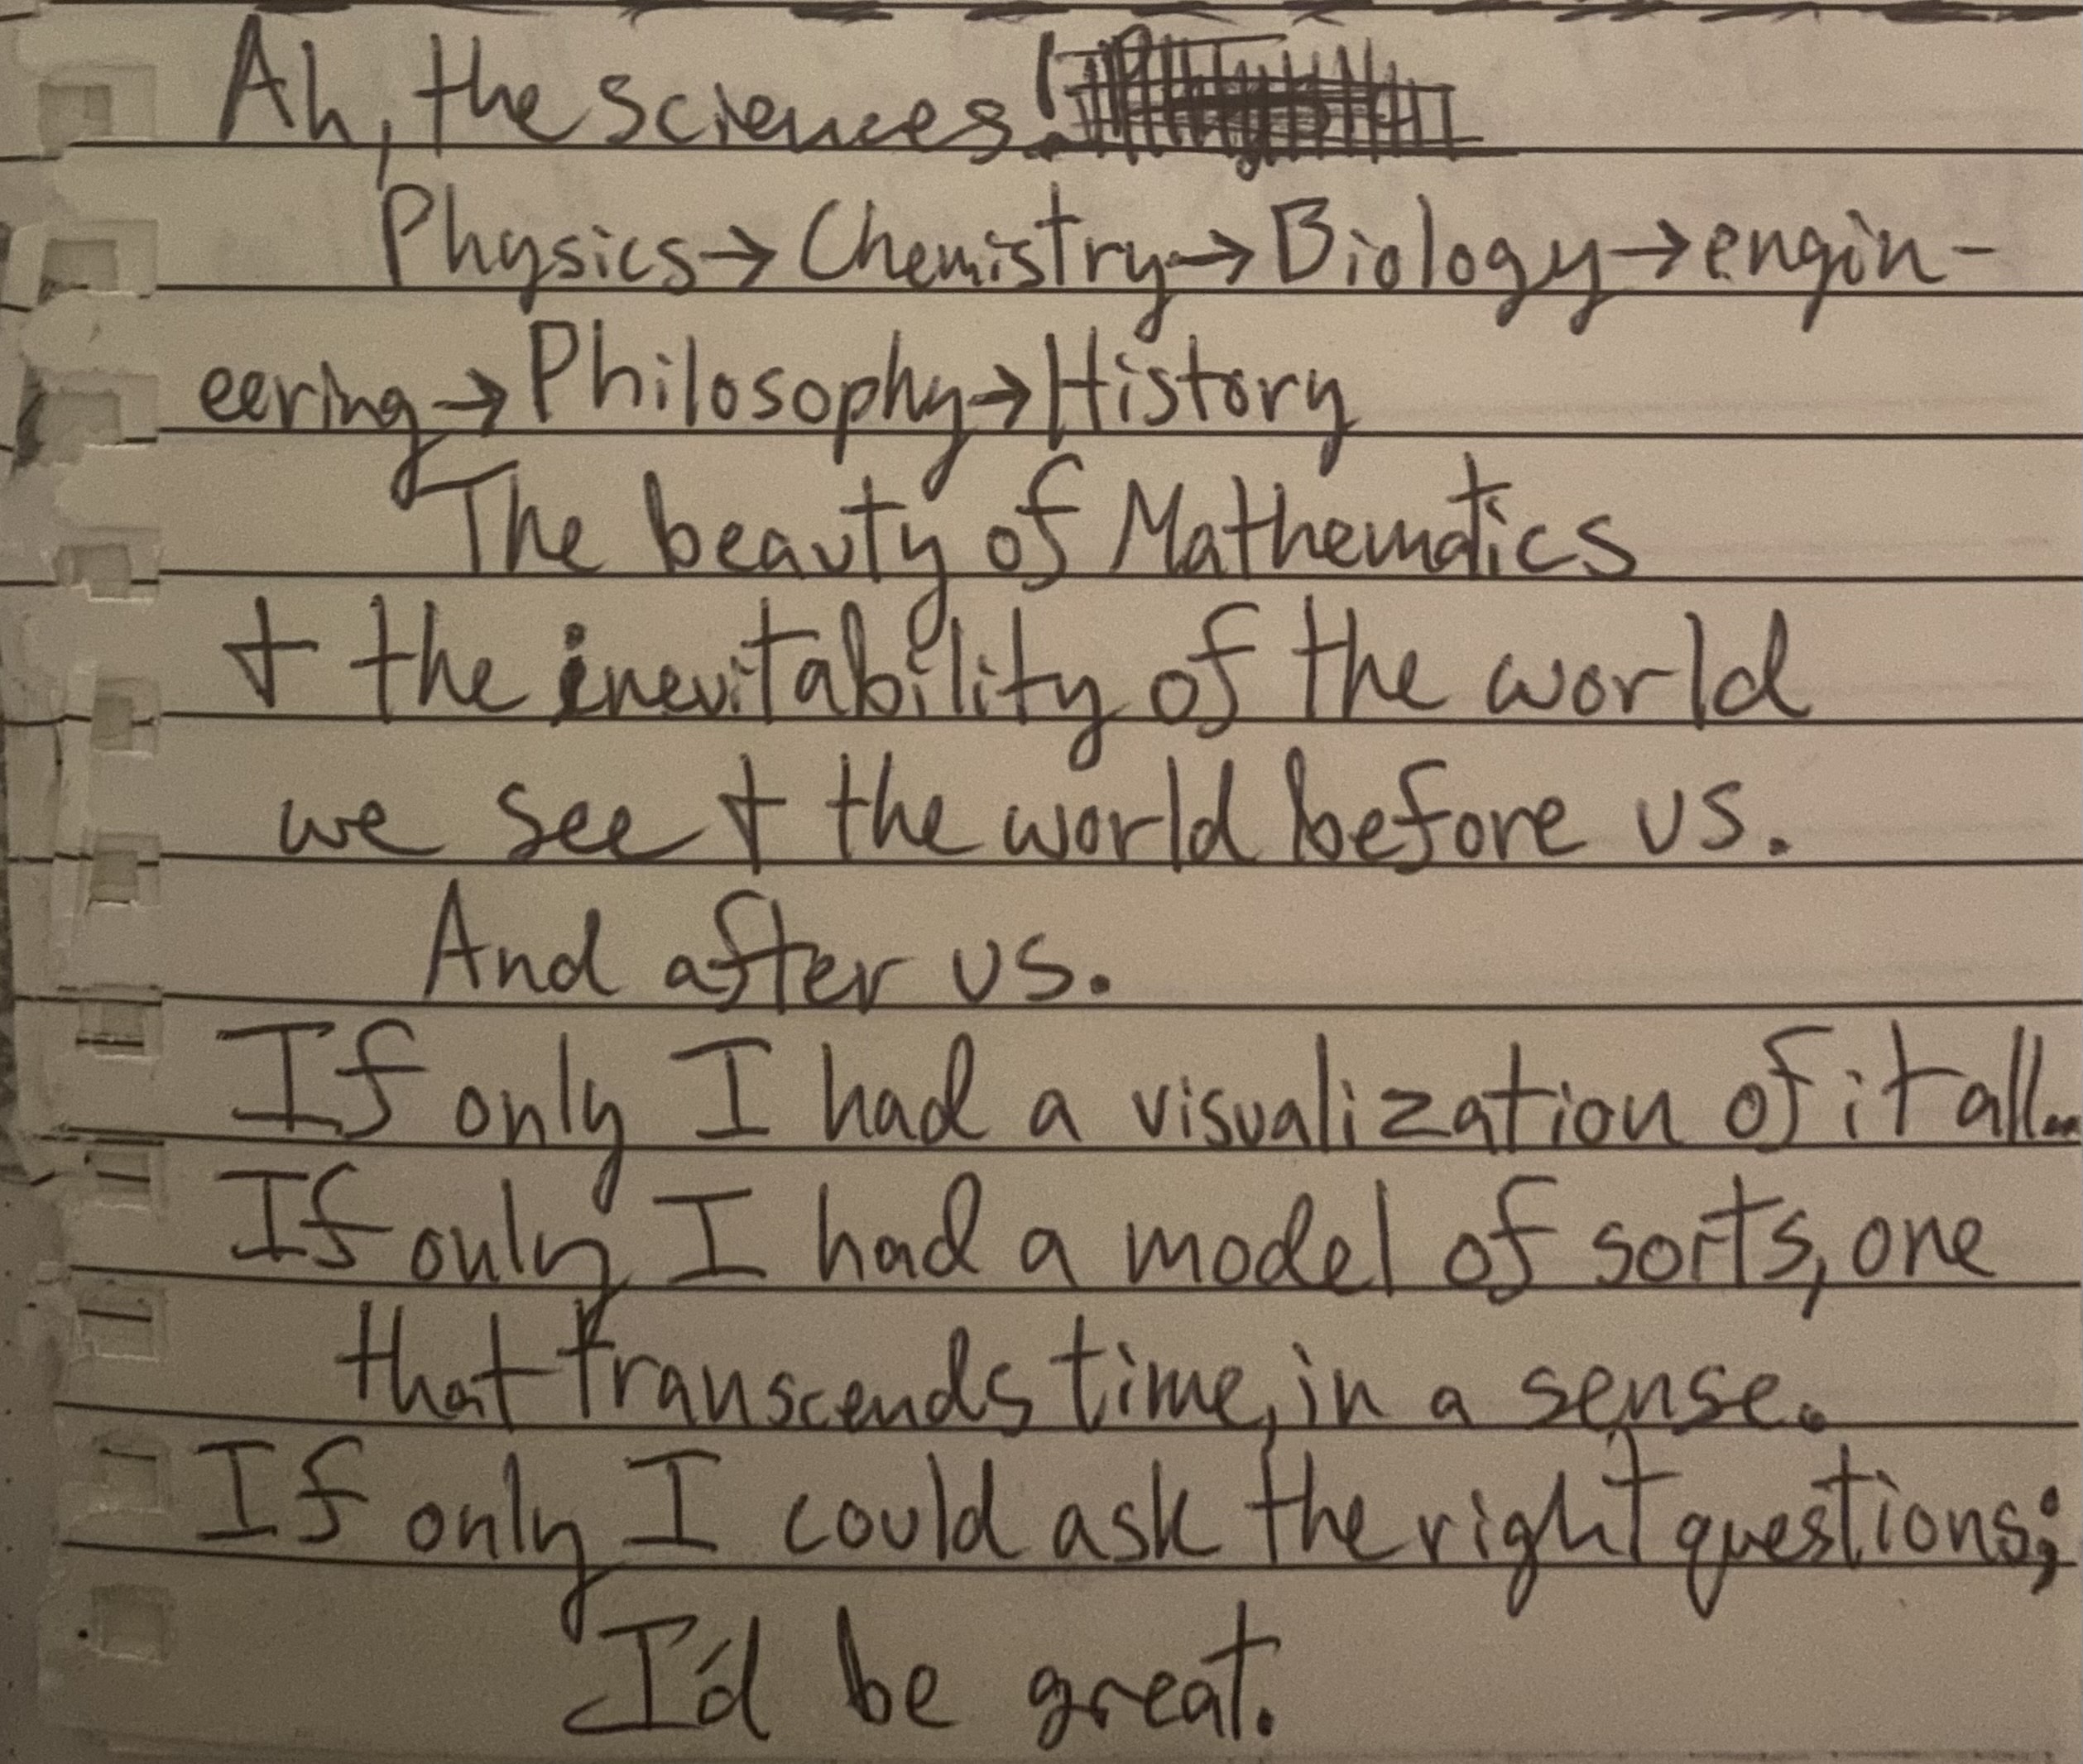 Ah, the sciences!
Physics→Chemistry→Biology→engin-
eering→Philosophy→History
The beauty of Mathematics
+ the inevitability of the world
we see + the world before us.
And after us.
If only I had a visualization of it all...
If only I had a model of sorts, one
that transcends time, in a sense.
If only I could ask the right questions;
I'd be great.